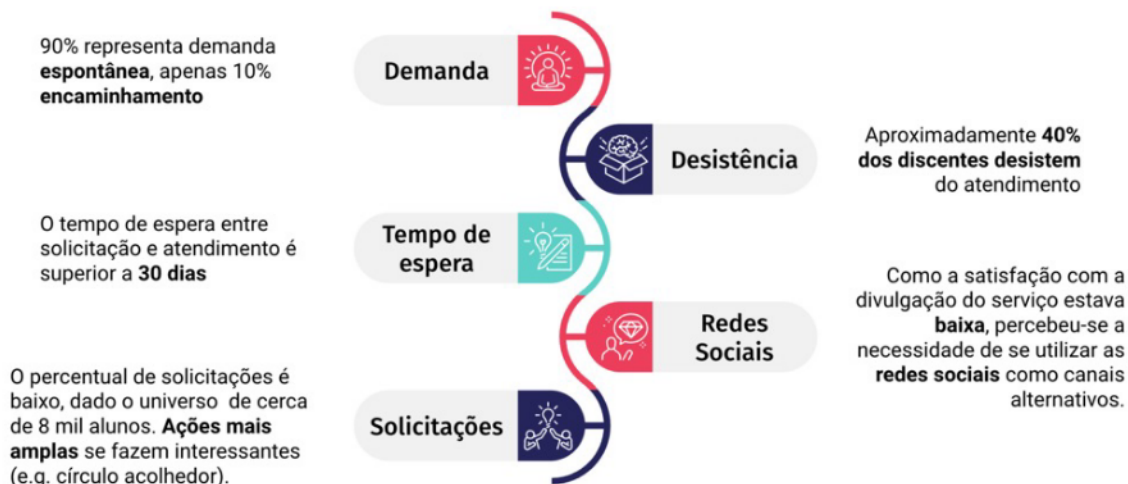 90% representa demanda
espontânea, apenas 10%
encaminhamento
Demanda
Desistência
Aproximadamente 40%
dos discentes desistem
do atendimento
O tempo de espera entre
solicitação e atendimento é
superior a 30 dias
Tempo de
espera
Redes
Sociais
Como a satisfação com a
divulgação do serviço estava
baixa, percebeu-se a
necessidade de se utilizar as
redes sociais como canais
alternativos.
O percentual de solicitações é
baixo, dado o universo de cerca
de 8 mil alunos. Ações mais
amplas se fazem interessantes
(e.g. círculo acolhedor).
Solicitações